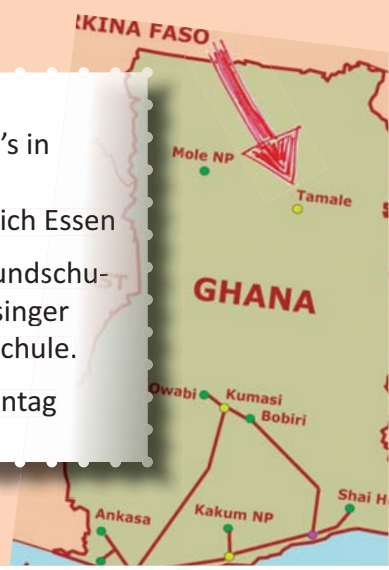 RKINA FASO
's in
ich Essen
undschu-
singer
chule.
ntag
Mole NP
Tamale
GHANA
Owabi
Kumasi
Bobiri
Ankasa
Kakum NP
Shai H